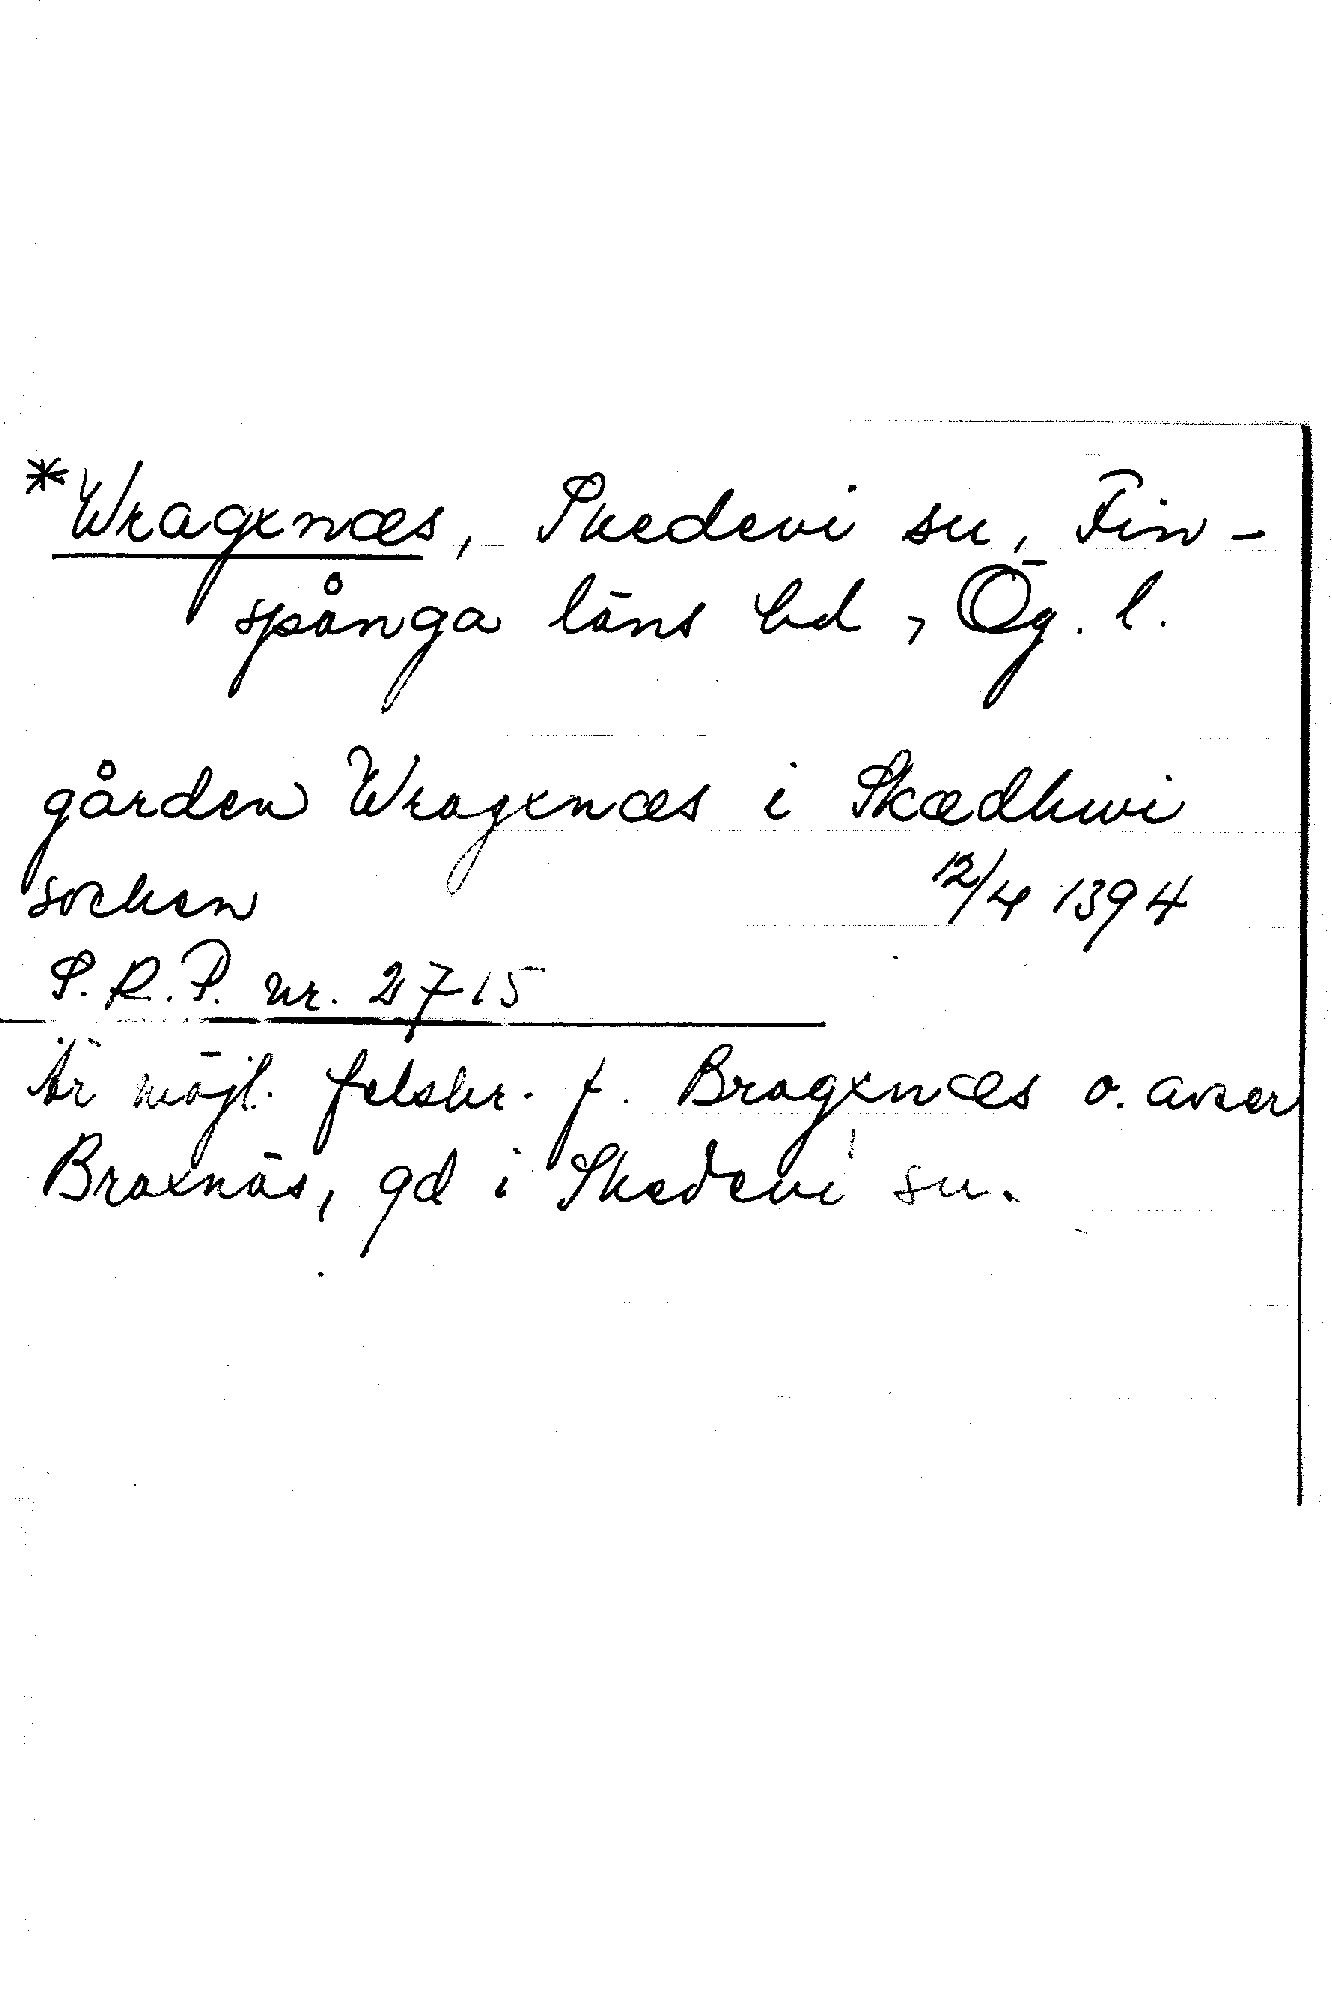 *Wragxnæs, Skedevi sn, Fin-
spånga läns hd, Ög. l.
gården Wragxnæs i Skædhwi
socken 12/4 1394
S.R.P. nr. 2715
Är möjl. felskr. f. Bragxnæs o. avser
Braxnäs, gd i Skedevi sn.